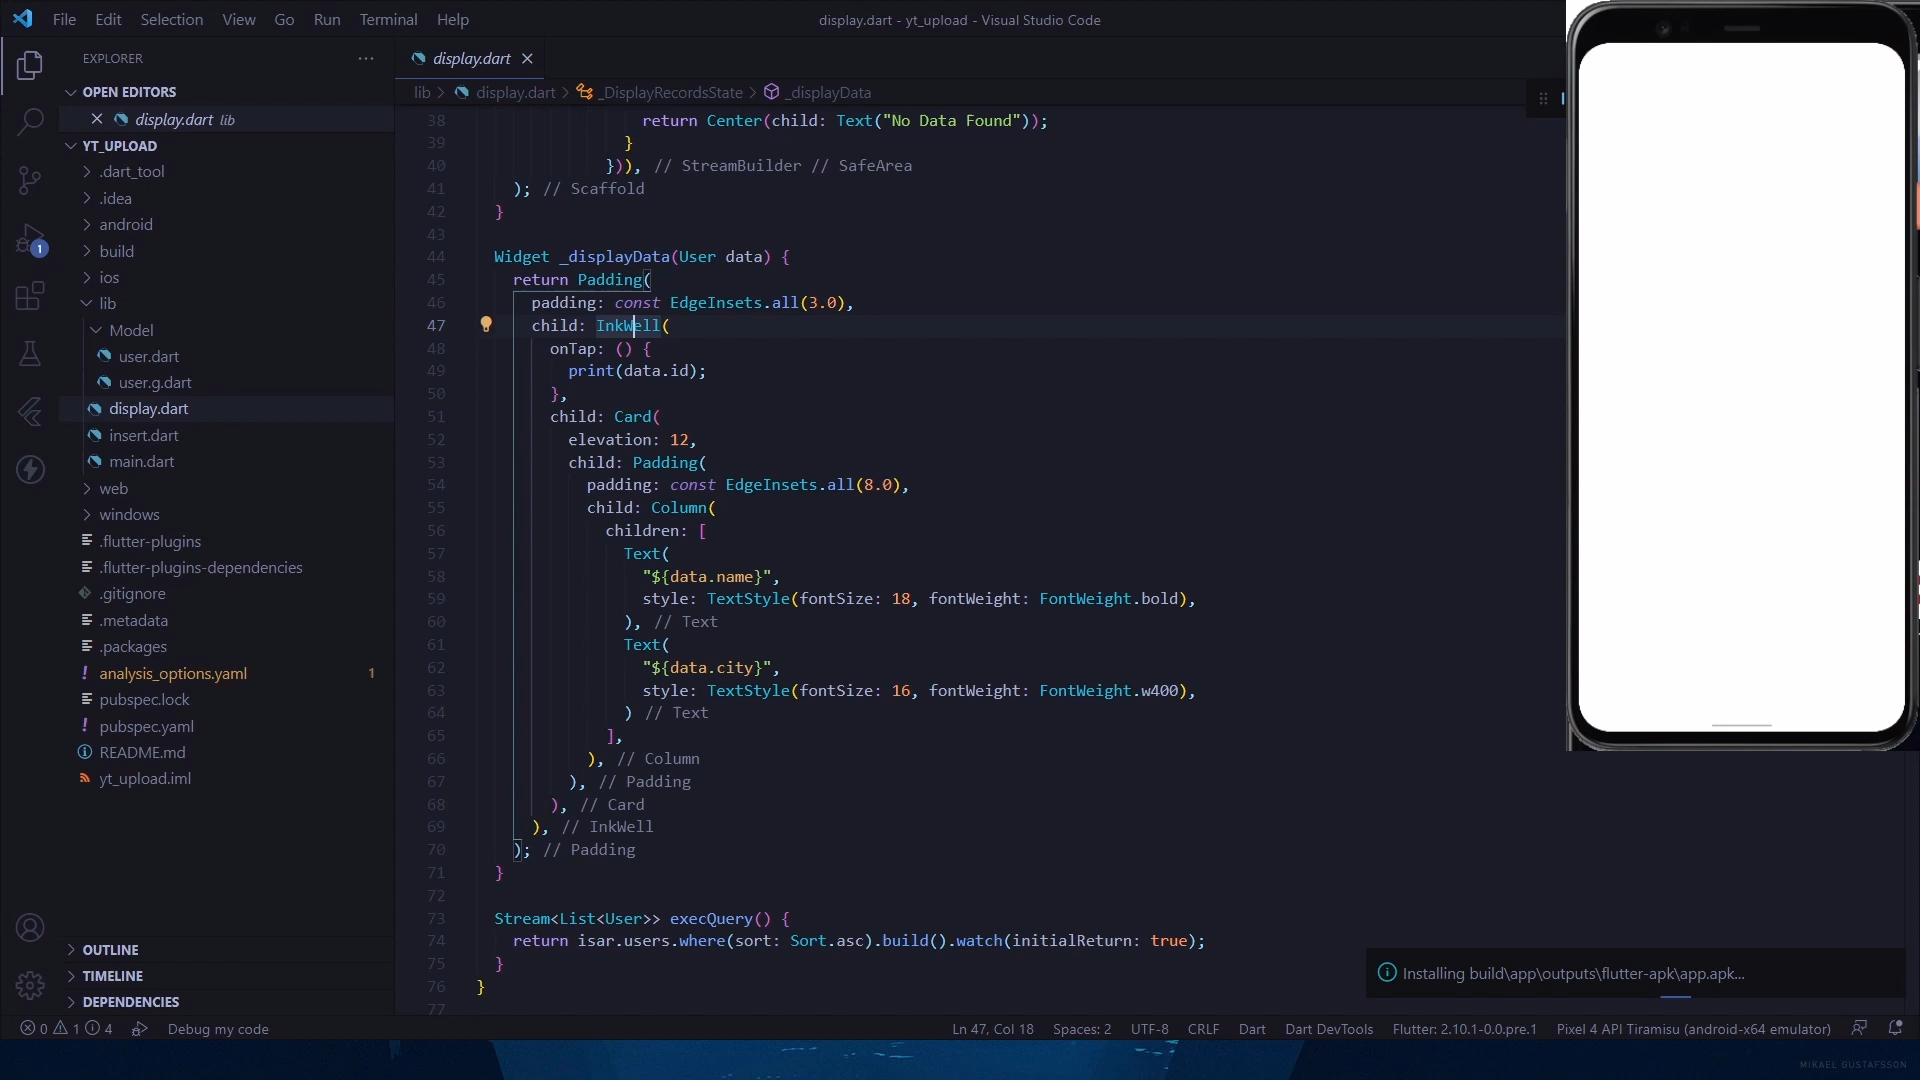 File Edit Selection View Go Run Terminal Help
display.dart - yt_upload - Visual Studio Code
EXPLORER
OPEN EDITORS
display.dart lib
YT_UPLOAD
.dart_tool
.idea
android
build
ios
lib
Model
user.dart
user.g.dart
display.dart
insert.dart
main.dart
web
windows
.flutter-plugins
.flutter-plugins-dependencies
.gitignore
.metadata
.packages
analysis_options.yaml 1
pubspec.lock
pubspec.yaml
README.md
yt_upload.iml
OUTLINE
TIMELINE
DEPENDENCIES
1
display.dart
lib > display.dart > _DisplayRecordsState > _displayData
38 return Center(child: Text("No Data Found"));
39 }
40 })), // StreamBuilder // SafeArea
41 ); // Scaffold
42 }
43
44 Widget _displayData(User data) {
45 return Padding(
46 padding: const EdgeInsets.all(3.0),
47 child: InkWell(
48 onTap: () {
49 print(data.id);
50 },
51 child: Card(
52 elevation: 12,
53 child: Padding(
54 padding: const EdgeInsets.all(8.0),
55 child: Column(
56 children: [
57 Text(
58 "${data.name}",
59 style: TextStyle(fontSize: 18, fontWeight: FontWeight.bold),
60 ), // Text
61 Text(
62 "${data.city}",
63 style: TextStyle(fontSize: 16, fontWeight: FontWeight.w400),
64 ) // Text
65 ],
66 ), // Column
67 ), // Padding
68 ), // Card
69 ), // InkWell
70 ); // Padding
71 }
72
73 Stream<List<User>> execQuery() {
74 return isar.users.where(sort: Sort.asc).build().watch(initialReturn: true);
75 }
76 }
77
Installing build\app\outputs\flutter-apk\app.apk...
0 1 4 Debug my code Ln 47, Col 18 Spaces: 2 UTF-8 CRLF Dart Dart DevTools Flutter: 2.10.1-0.0.pre.1 Pixel 4 API Tiramisu (android-x64 emulator)
MIKAEL GUSTAFSSON